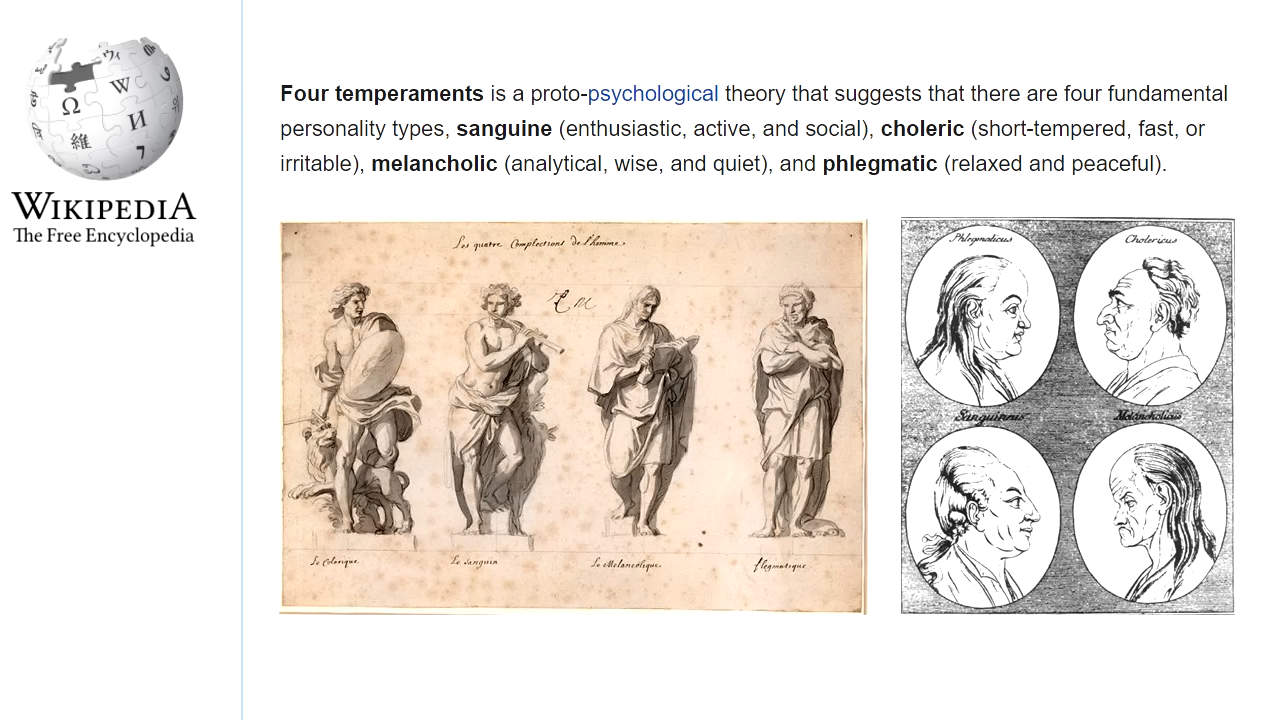 WIKIPEDIA
The Free Encyclopedia
Four temperaments is a proto-psychological theory that suggests that there are four fundamental
personality types, sanguine (enthusiastic, active, and social), choleric (short-tempered, fast, or
irritable), melancholic (analytical, wise, and quiet), and phlegmatic (relaxed and peaceful).
Les quatre Complections de l'homme.
Le Colerique
Le Sanguin
Le Melancolique
flegmatique
Phlegmaticus
Cholericus
Sanguineus
Melancholicus